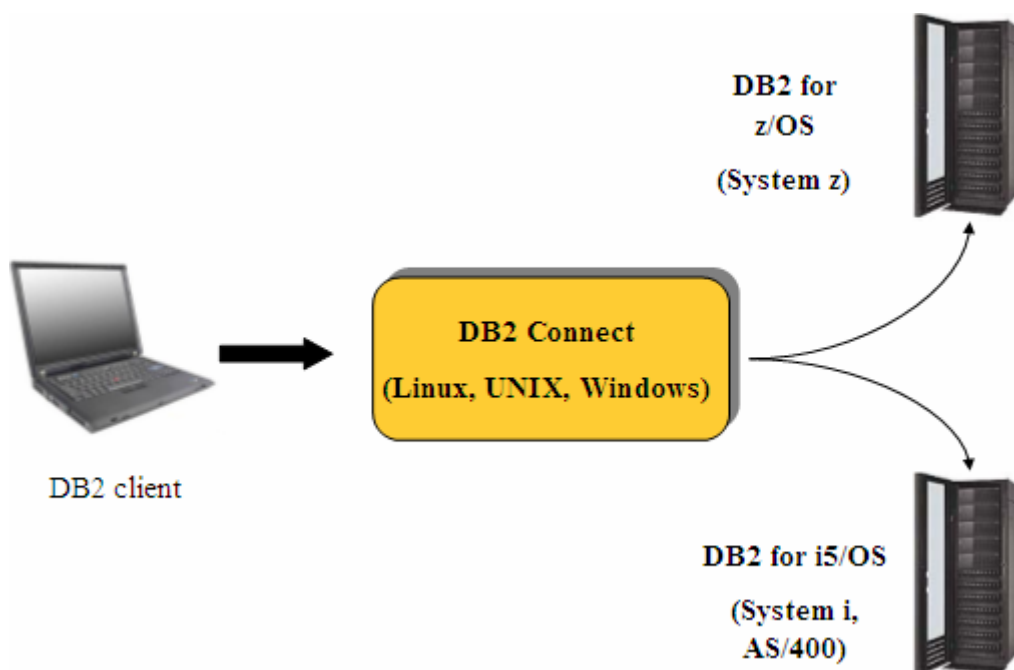 DB2 for
z/OS
(System z)
DB2 Connect
(Linux, UNIX, Windows)
DB2 client
DB2 for i5/OS
(System i,
AS/400)